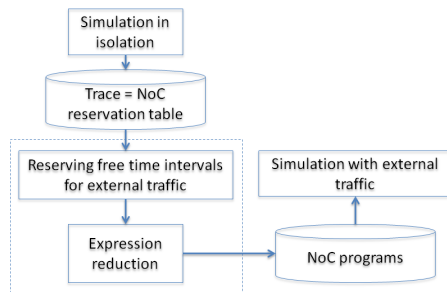 Simulation in
isolation
Trace = NoC
reservation table
Reserving free time intervals
for external traffic
Expression
reduction
Simulation with external
traffic
NoC programs